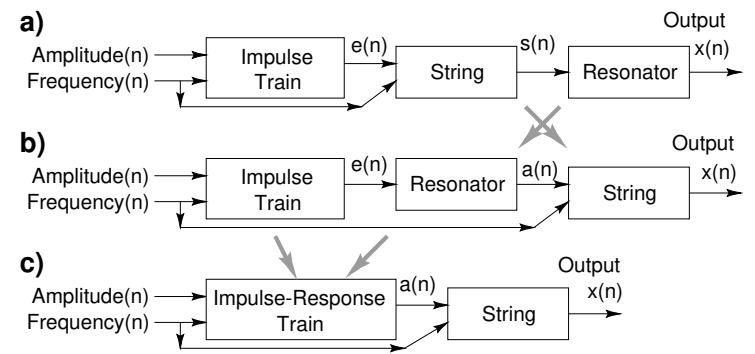 a)
Output
Amplitude(n)
Frequency(n)
Impulse
Train
e(n)
String
s(n)
Resonator
x(n)
b)
Output
Amplitude(n)
Frequency(n)
Impulse
Train
e(n)
Resonator
a(n)
String
x(n)
c)
Output
Amplitude(n)
Frequency(n)
Impulse-Response
Train
a(n)
String
x(n)